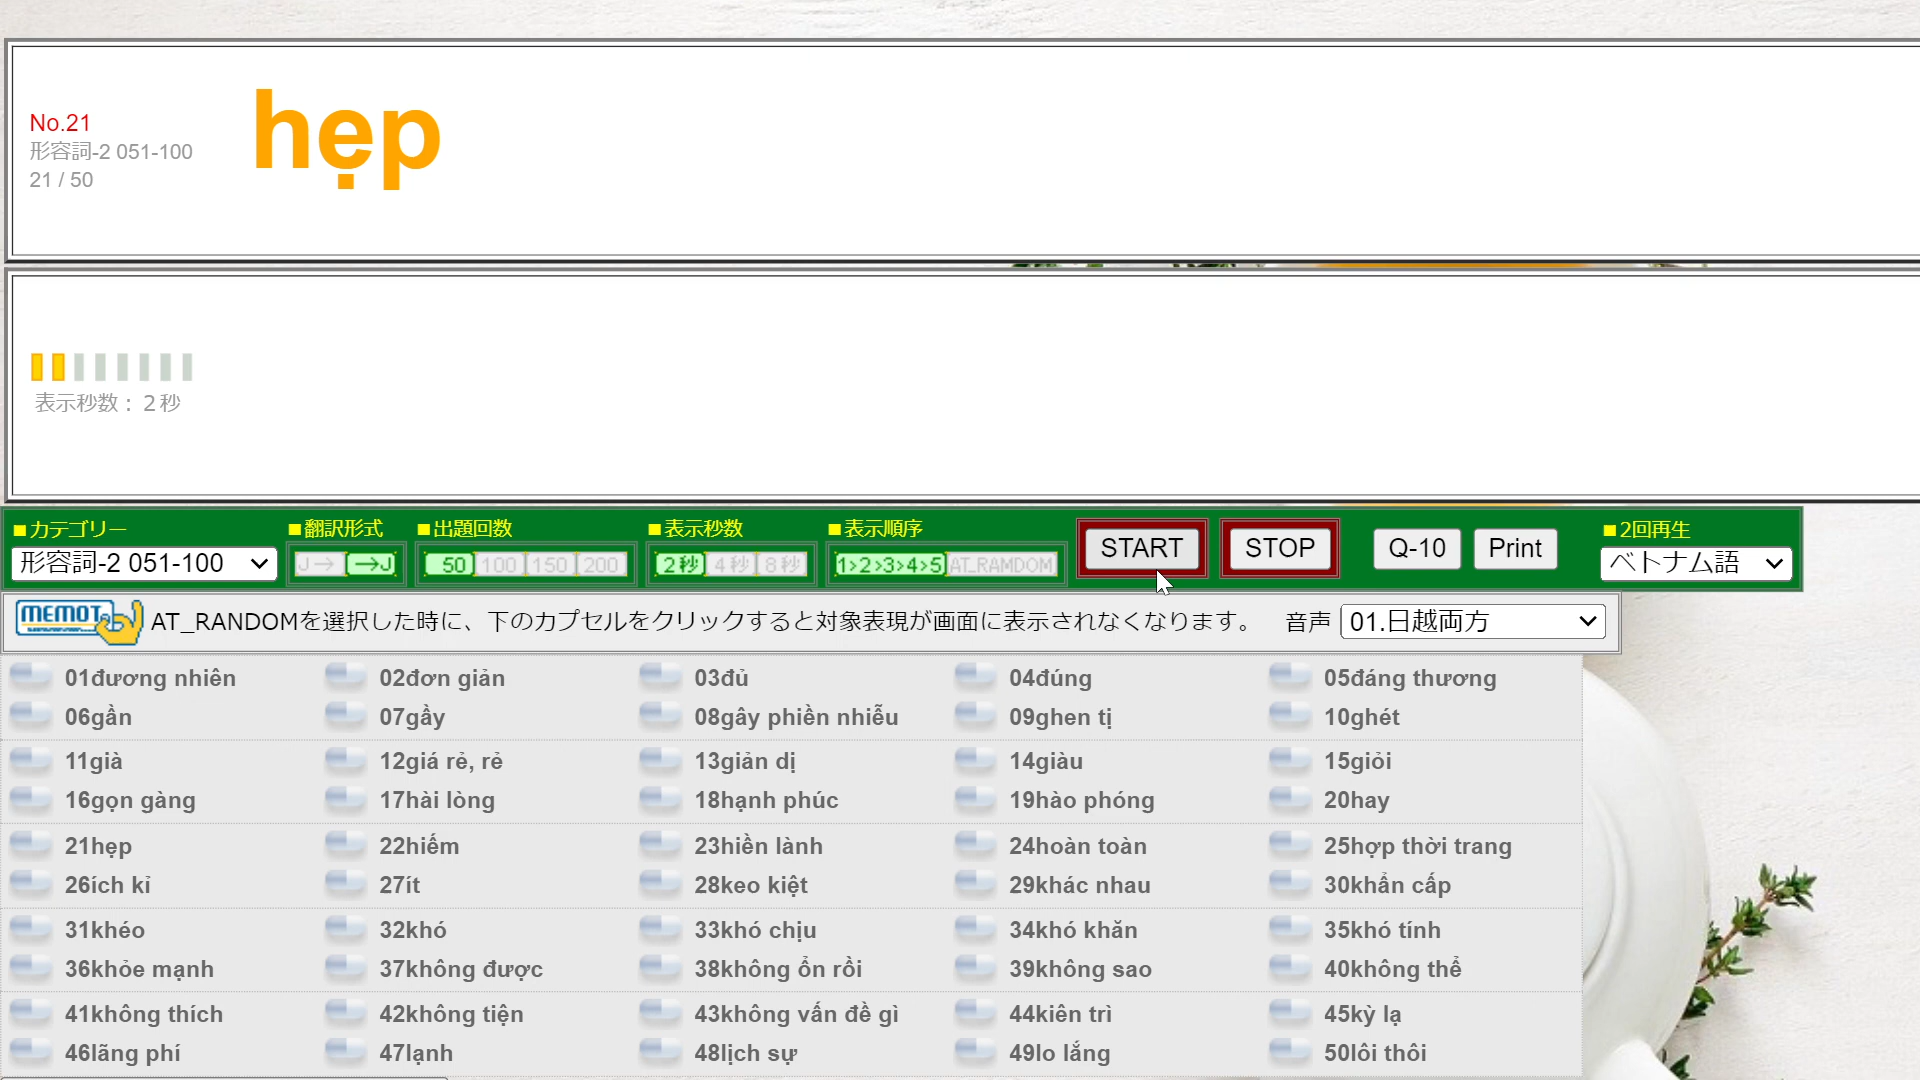 No.21
形容詞-2 051-100
21 / 50
hẹp
表示秒数：２秒
■カテゴリー ■翻訳形式 ■出題回数 ■表示秒数 ■表示順序 ■2回再生
形容詞-2 051-100 J→ →J 50 100 150 200 2秒 4秒 8秒 1>2>3>4>5 AT_RAMDOM START STOP Q-10 Print ベトナム語
MEMOT AT_RANDOMを選択した時に、下のカプセルをクリックすると対象表現が画面に表示されなくなります。 音声 01.日越両方
01đương nhiên 02đơn giản 03đủ 04đúng 05đáng thương
06gần 07gầy 08gây phiền nhiễu 09ghen tị 10ghét
11già 12giá rẻ, rẻ 13giản dị 14giàu 15giỏi
16gọn gàng 17hài lòng 18hạnh phúc 19hào phóng 20hay
21hẹp 22hiếm 23hiền lành 24hoàn toàn 25hợp thời trang
26ích kỉ 27ít 28keo kiệt 29khác nhau 30khẩn cấp
31khéo 32khó 33khó chịu 34khó khăn 35khó tính
36khỏe mạnh 37không được 38không ổn rồi 39không sao 40không thể
41không thích 42không tiện 43không vấn đề gì 44kiên trì 45kỳ lạ
46lãng phí 47lạnh 48lịch sự 49lo lắng 50lôi thôi